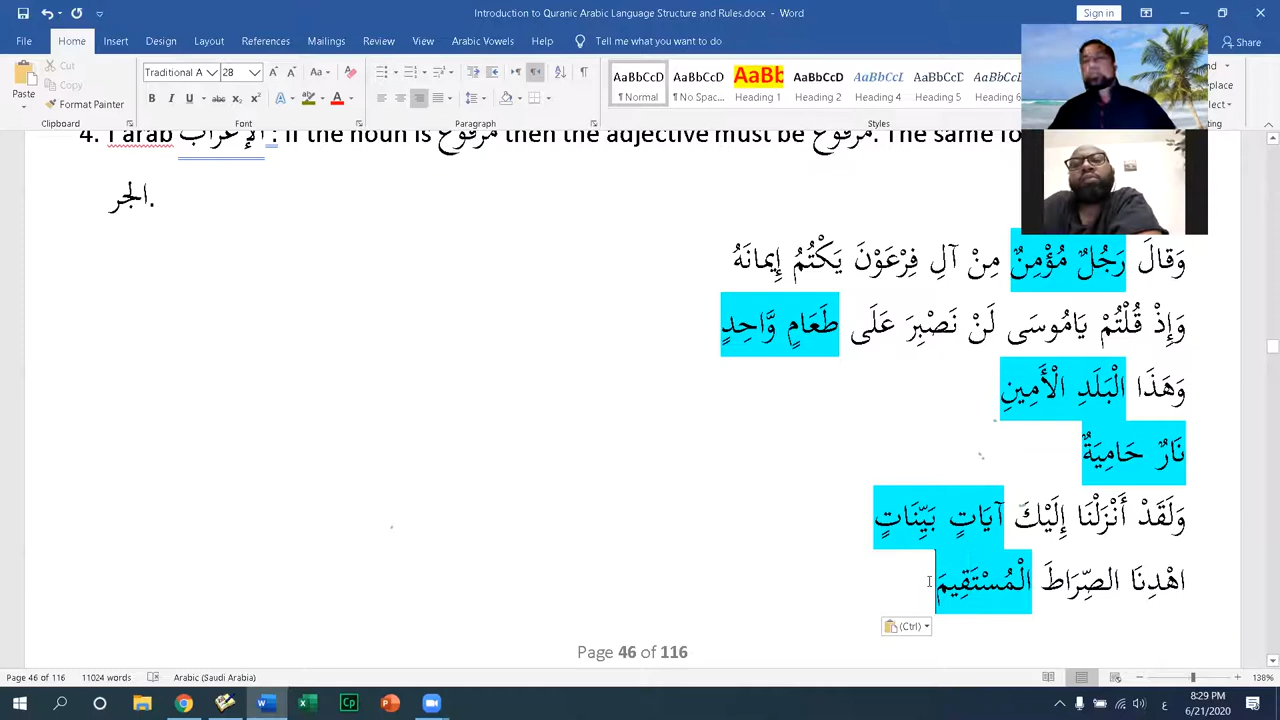 Introduction to Quranic Arabic Language Structure and Rules.docx - Word
Sign in
File Home Insert Design Layout References Mailings Review View Arabic Vowels Help Tell me what you want to do Share
Cut
Copy
Format Painter
Paste
Traditional A 28
AaBbCcD AaBbCcD AaBb AaBbCcD AaBbCcD AaBbCcD AaBbCcD
¶ Normal ¶ No Spac... Heading 1 Heading 2 Heading 4 Heading 5 Heading 6
Clipboard Font Paragraph Styles
4. I'arab الإعراب : If the noun is مرفوع then the adjective must be مرفوع. The same fo
الجر.
وَقالَ رَجُلٌ مُؤْمِنٌ مِنْ آلِ فِرْعَوْنَ يَكْتُمُ إِيمانَهُ
وَإِذْ قُلْتُمْ يَامُوسَى لَنْ نَصْبِرَ عَلَى طَعَامٍ وَّاحِدٍ
وَهَذَا الْبَلَدِ الْأَمِينِ
نَارٌ حَامِيَةٌ
وَلَقَدْ أَنْزَلْنَا إِلَيْكَ آيَاتٍ بَيِّنَاتٍ
اهْدِنَا الصِّرَاطَ الْمُسْتَقِيمَ
(Ctrl)
Page 46 of 116
Page 46 of 116 11024 words Arabic (Saudi Arabia) 138%
8:29 PM
6/21/2020